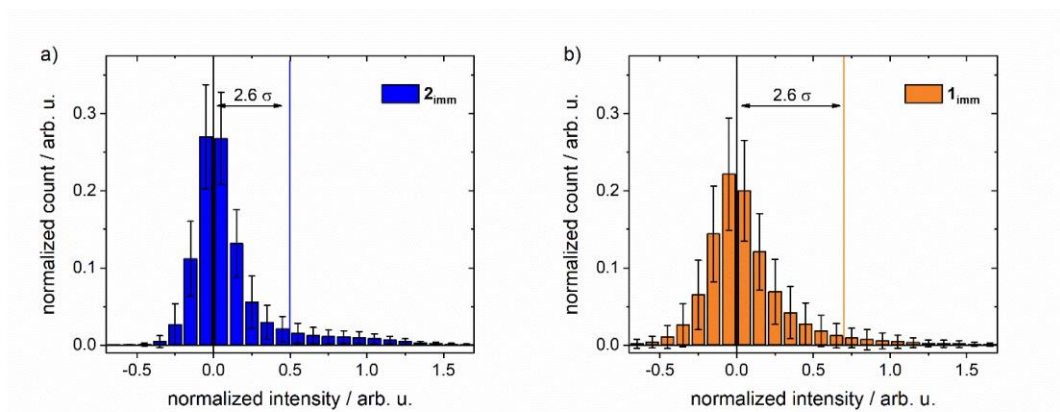 a)
2.6 σ
2imm
0.3
0.2
0.1
0.0
normalized count / arb. u.
-0.5 0.0 0.5 1.0 1.5
normalized intensity / arb. u.
b)
2.6 σ
1imm
0.3
0.2
0.1
0.0
normalized count / arb. u.
-0.5 0.0 0.5 1.0 1.5
normalized intensity / arb. u.